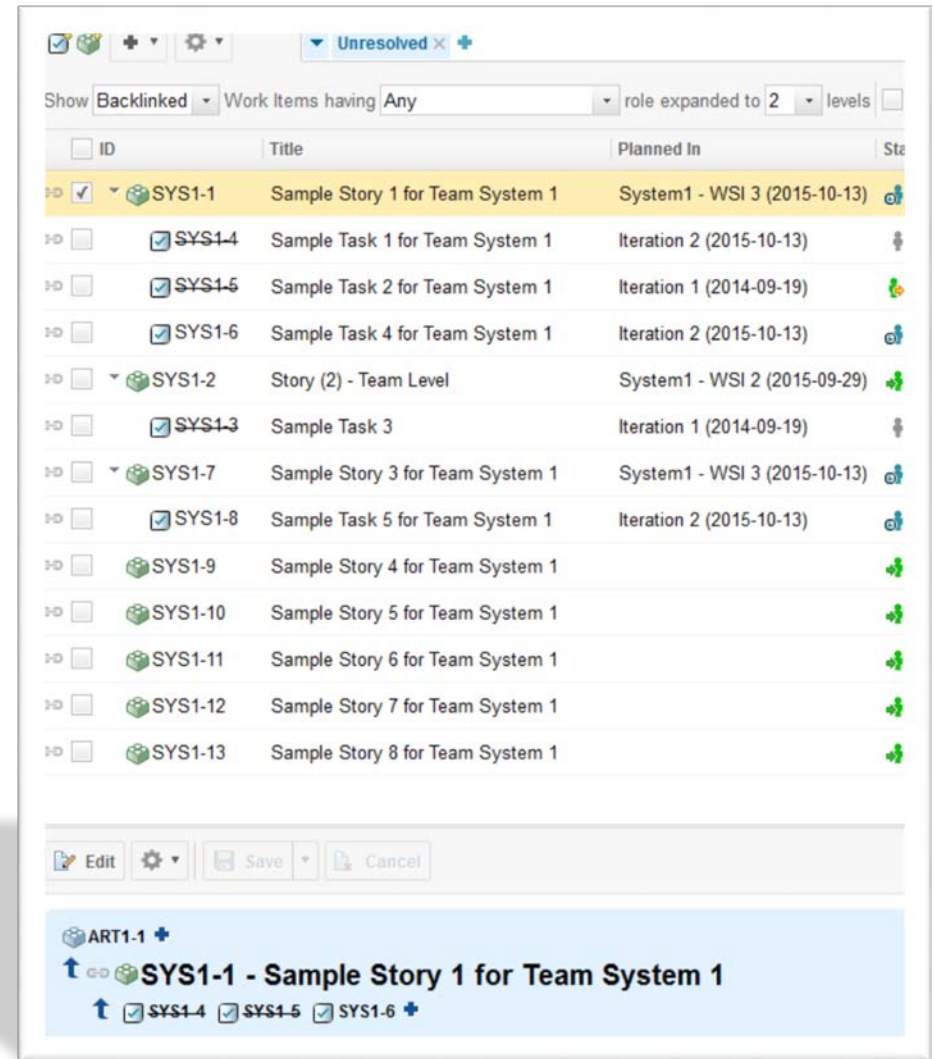 Unresolved
Show Backlinked Work Items having Any role expanded to 2 levels
ID Title Planned In Sta
SYS1-1 Sample Story 1 for Team System 1 System1 - WSI 3 (2015-10-13)
SYS1-4 Sample Task 1 for Team System 1 Iteration 2 (2015-10-13)
SYS1-5 Sample Task 2 for Team System 1 Iteration 1 (2014-09-19)
SYS1-6 Sample Task 4 for Team System 1 Iteration 2 (2015-10-13)
SYS1-2 Story (2) - Team Level System1 - WSI 2 (2015-09-29)
SYS1-3 Sample Task 3 Iteration 1 (2014-09-19)
SYS1-7 Sample Story 3 for Team System 1 System1 - WSI 3 (2015-10-13)
SYS1-8 Sample Task 5 for Team System 1 Iteration 2 (2015-10-13)
SYS1-9 Sample Story 4 for Team System 1
SYS1-10 Sample Story 5 for Team System 1
SYS1-11 Sample Story 6 for Team System 1
SYS1-12 Sample Story 7 for Team System 1
SYS1-13 Sample Story 8 for Team System 1
Edit Save Cancel
ART1-1
SYS1-1 - Sample Story 1 for Team System 1
SYS1-4 SYS1-5 SYS1-6